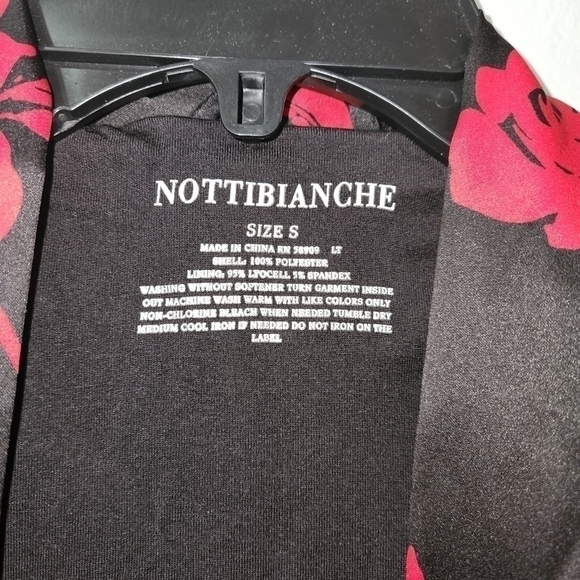 NOTTIBIANCHE
SIZE S
MADE IN CHINA RN 58909 LT
SHELL: 100% POLYESTER
LINING: 95% LYOCELL, 5% SPANDEX
WASHING WITHOUT SOFTENER TURN GARMENT INSIDE
OUT MACHINE WASH WARM WITH LIKE COLORS ONLY
NON-CHLORINE BLEACH WHEN NEEDED TUMBLE DRY
MEDIUM COOL IRON IF NEEDED DO NOT IRON ON THE
LABEL